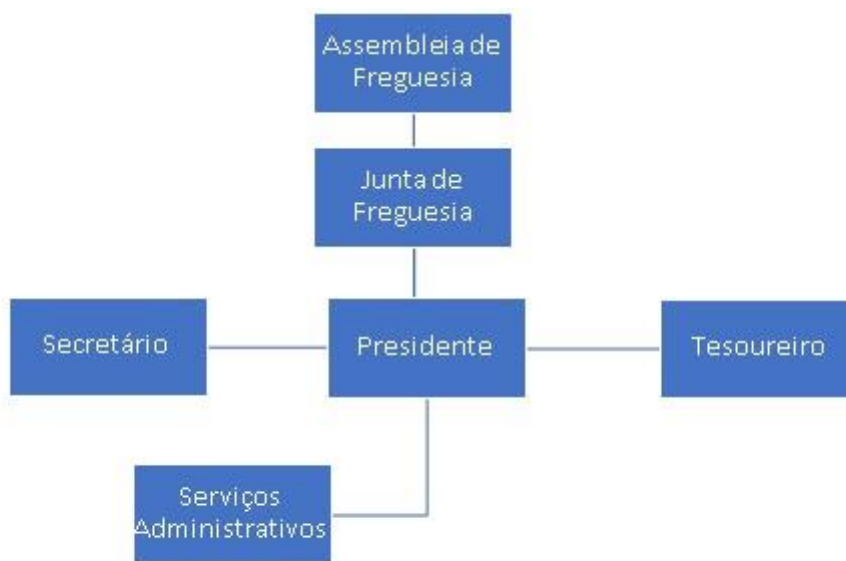 Assembleia de
Freguesia
Junta de
Freguesia
Secretário
Presidente
Tesoureiro
Serviços
Administrativos